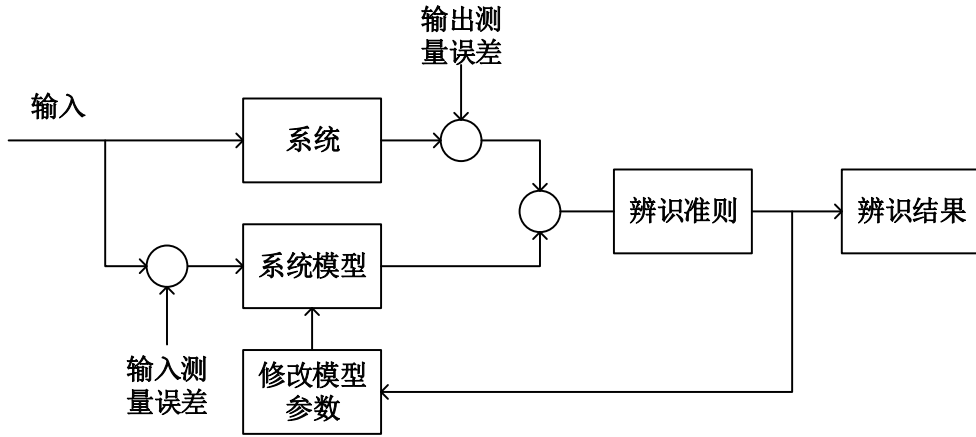 输出测
量误差
输入
系统
辨识准则
辨识结果
系统模型
输入测
量误差
修改模型
参数